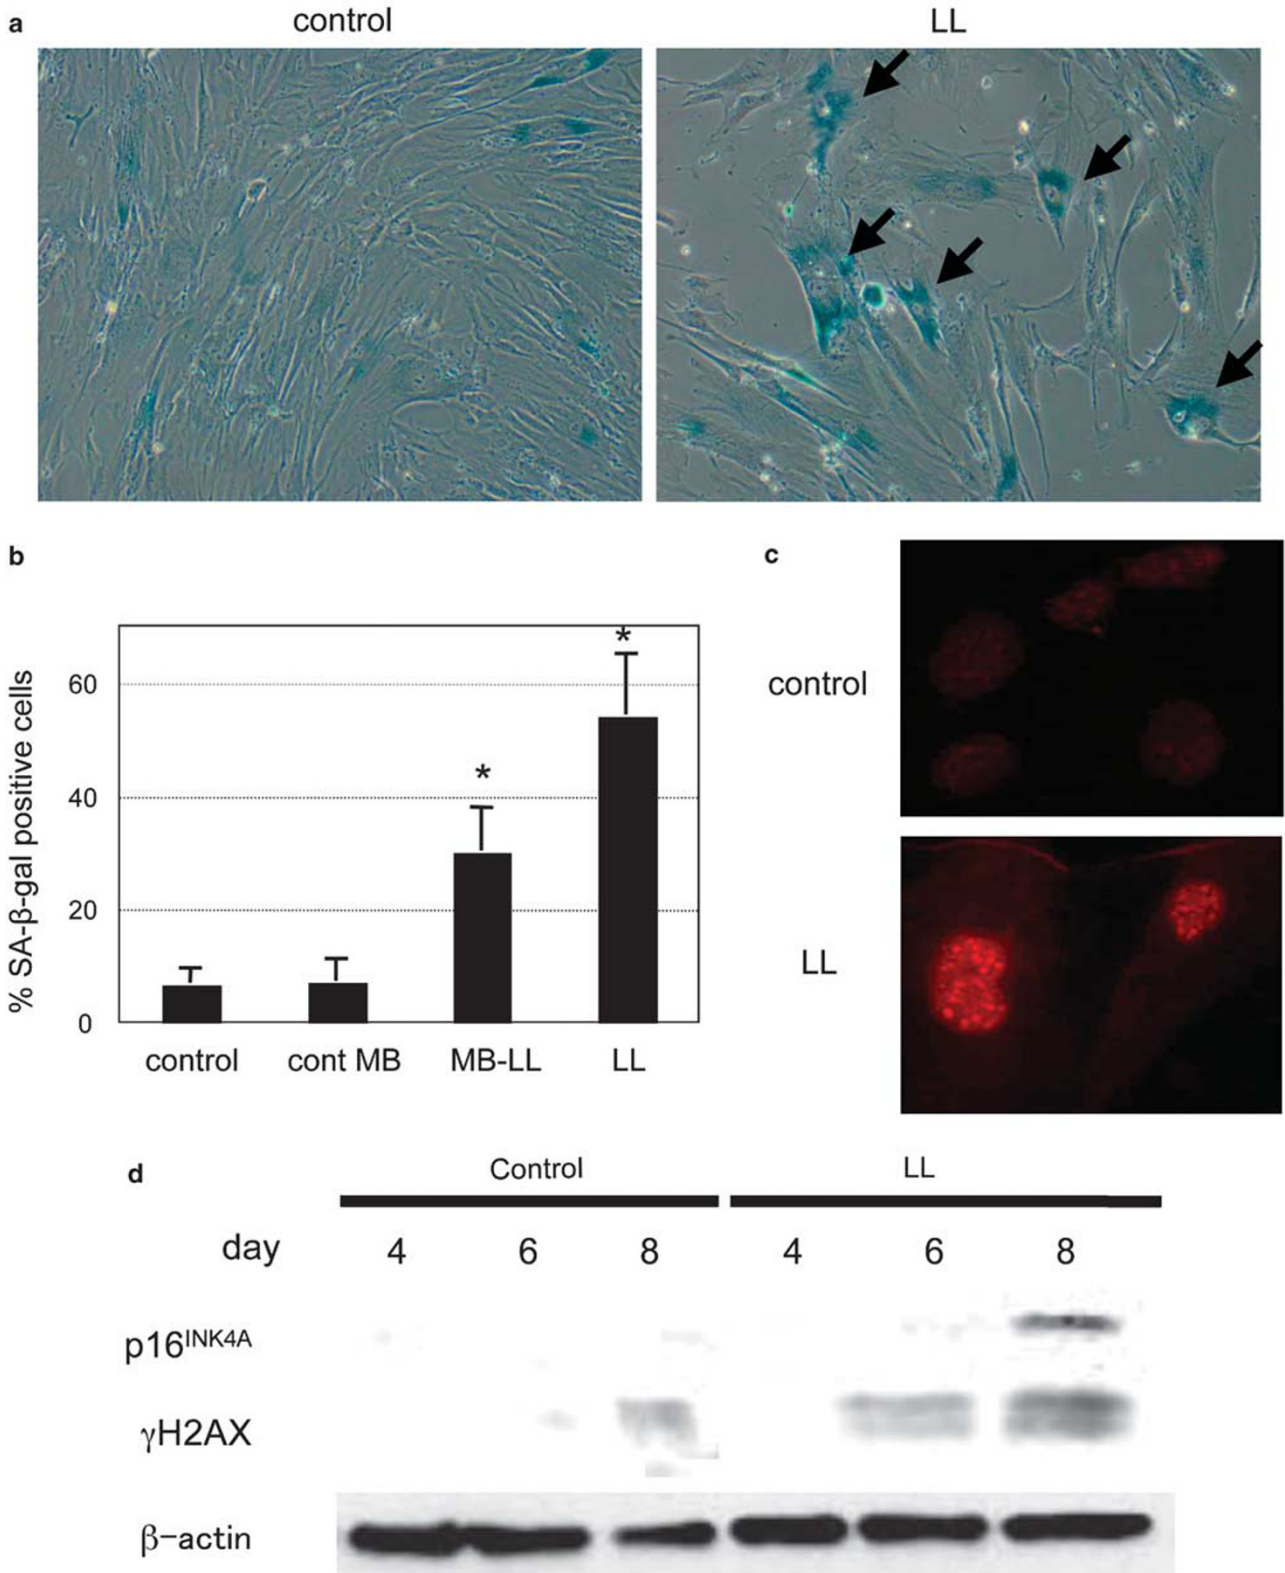 a
control
LL
b
% SA-β-gal positive cells
60
40
20
0
*
*
control
cont MB
MB-LL
LL
c
control
LL
d
Control
LL
day
4
6
8
4
6
8
p16INK4A
γH2AX
β-actin